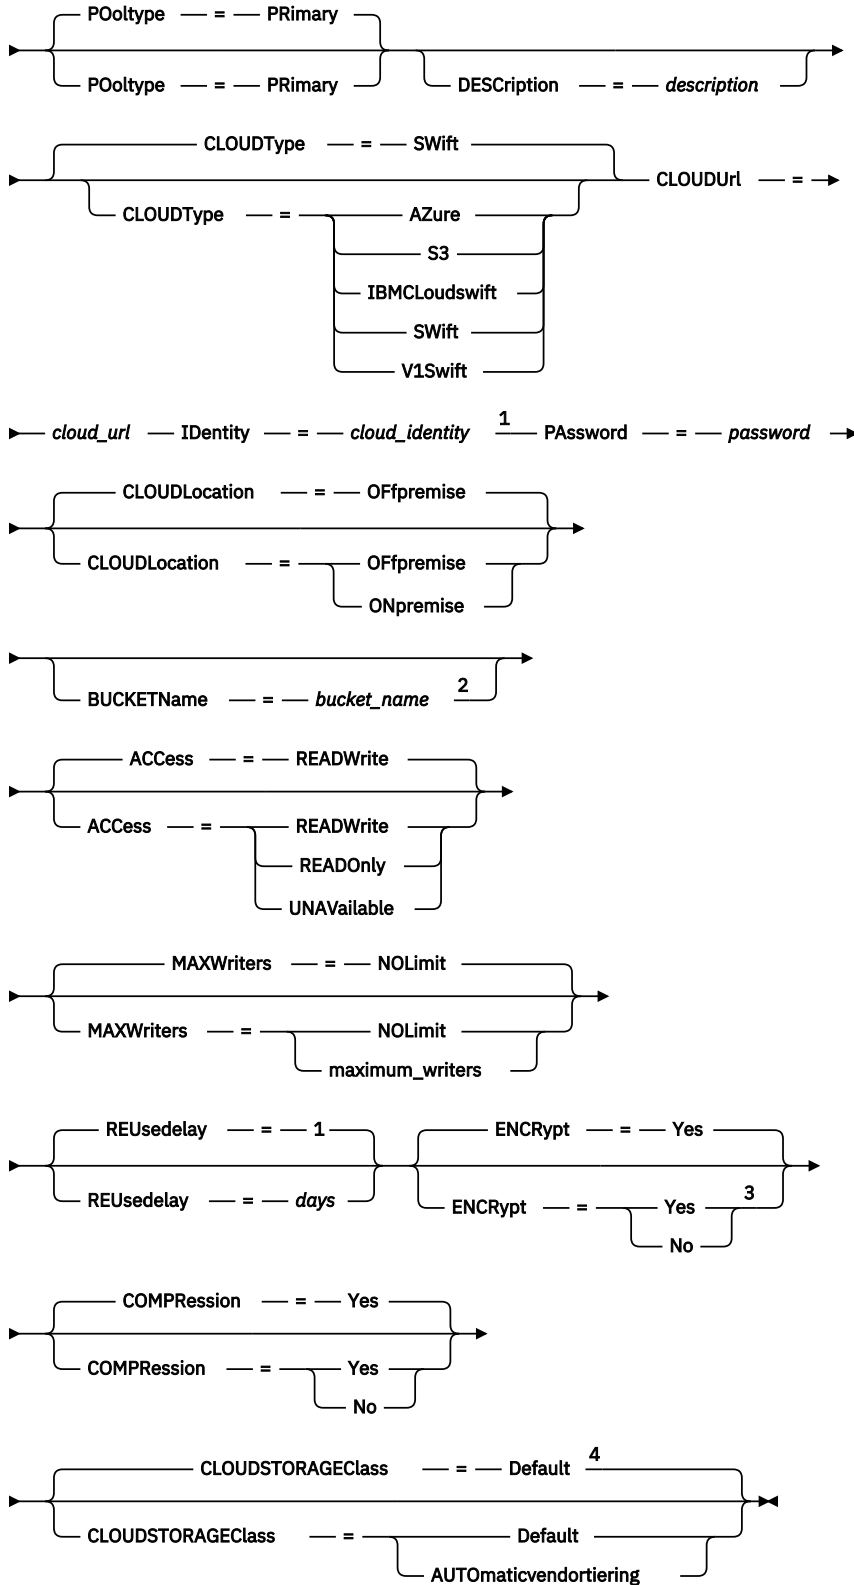 POoltype = PRimary
POoltype = PRimary
DESCription = description
CLOUDType = SWift
CLOUDUrl =
CLOUDType = AZure
S3
IBMCLoudswift
SWift
V1Swift
cloud_url IDentity = cloud_identity 1 PAssword = password
CLOUDLocation = OFfpremise
CLOUDLocation = OFfpremise
ONpremise
BUCKETName = bucket_name 2
ACCess = READWrite
ACCess = READWrite
READOnly
UNAVailable
MAXWriters = NOLimit
MAXWriters = NOLimit
maximum_writers
REUsedelay = 1
REUsedelay = days
ENCRypt = Yes
ENCRypt = Yes 3
No
COMPRession = Yes
COMPRession = Yes
No
CLOUDSTORAGEClass = Default 4
CLOUDSTORAGEClass = Default
AUTOmaticvendortiering